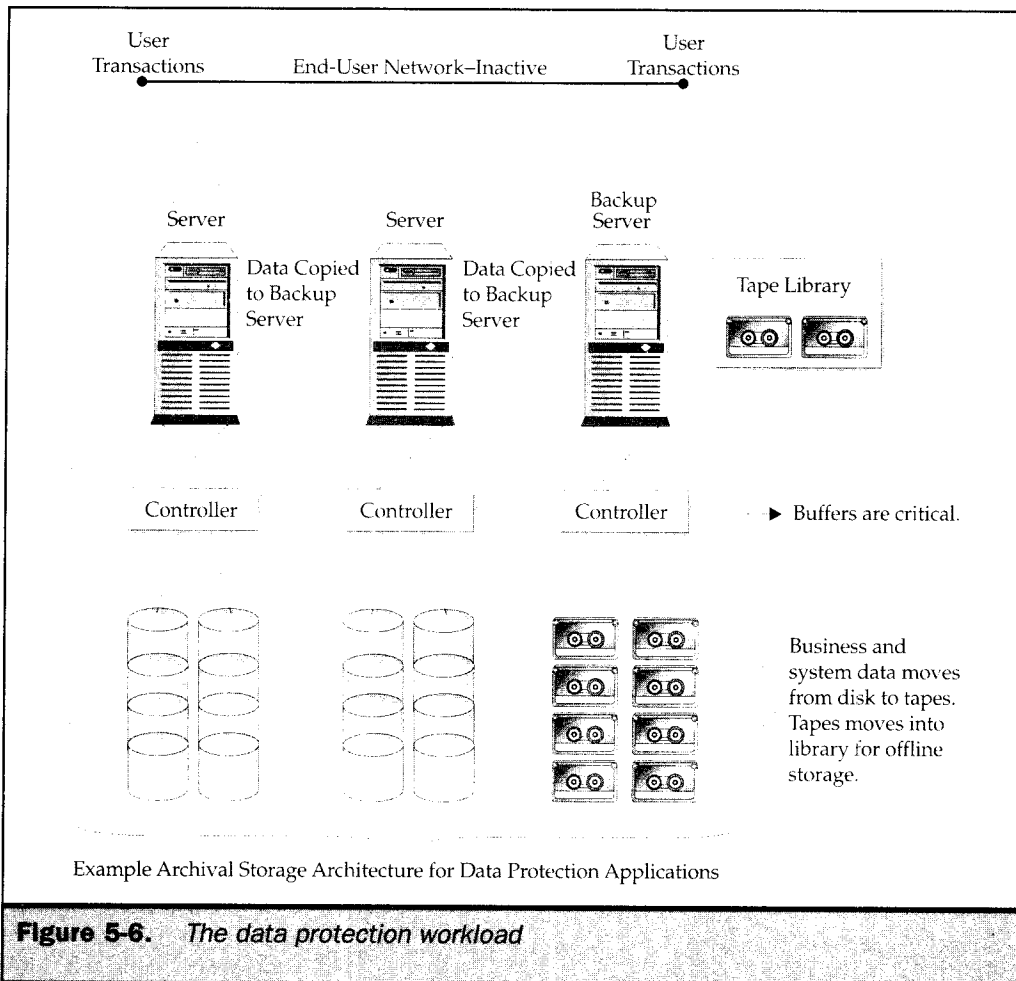 User
Transactions
End-User Network–Inactive
User
Transactions
Server
Server
Backup
Server
Data Copied
to Backup
Server
Data Copied
to Backup
Server
Tape Library
Controller
Controller
Controller
Buffers are critical.
Business and
system data moves
from disk to tapes.
Tapes moves into
library for offline
storage.
Example Archival Storage Architecture for Data Protection Applications
Figure 5-6. The data protection workload